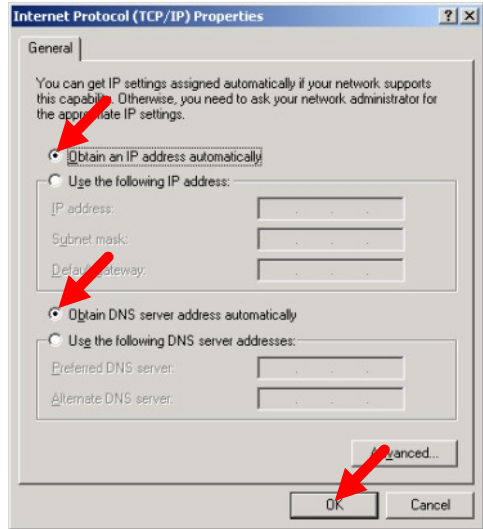 Internet Protocol (TCP/IP) Properties
General
You can get IP settings assigned automatically if your network supports
this capability. Otherwise, you need to ask your network administrator for
the appropriate IP settings.
Obtain an IP address automatically
Use the following IP address:
IP address:
Subnet mask:
Default gateway:
Obtain DNS server address automatically
Use the following DNS server addresses:
Preferred DNS server:
Alternate DNS server:
Advanced...
OK
Cancel